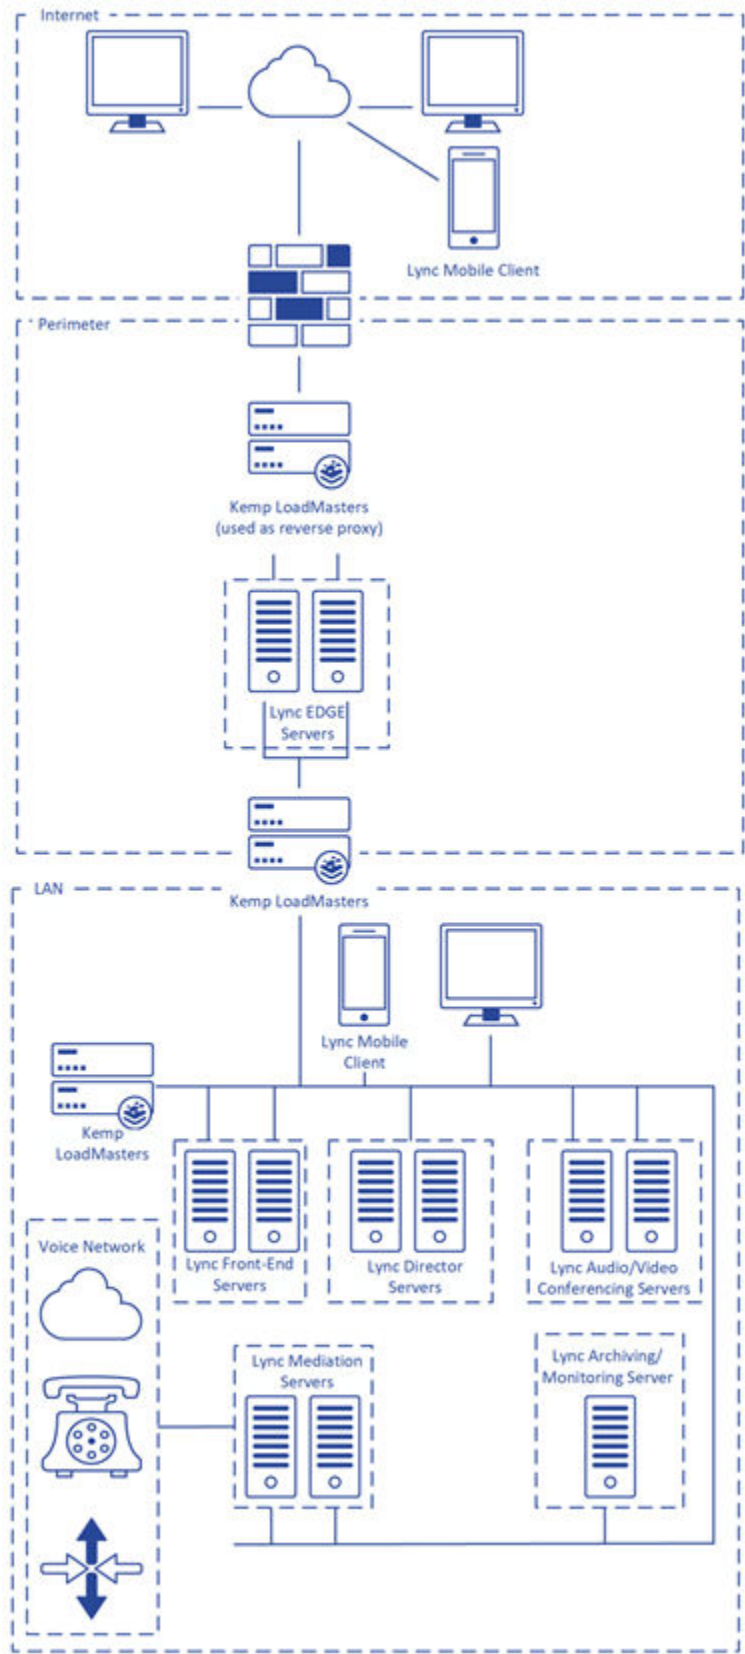 Internet
Lync Mobile Client
Perimeter
Kemp LoadMasters
(used as reverse proxy)
Lync EDGE
Servers
LAN
Kemp LoadMasters
Lync Mobile
Client
Kemp
LoadMasters
Voice Network
Lync Front-End
Servers
Lync Director
Servers
Lync Audio/Video
Conferencing Servers
Lync Mediation
Servers
Lync Archiving/
Monitoring Server